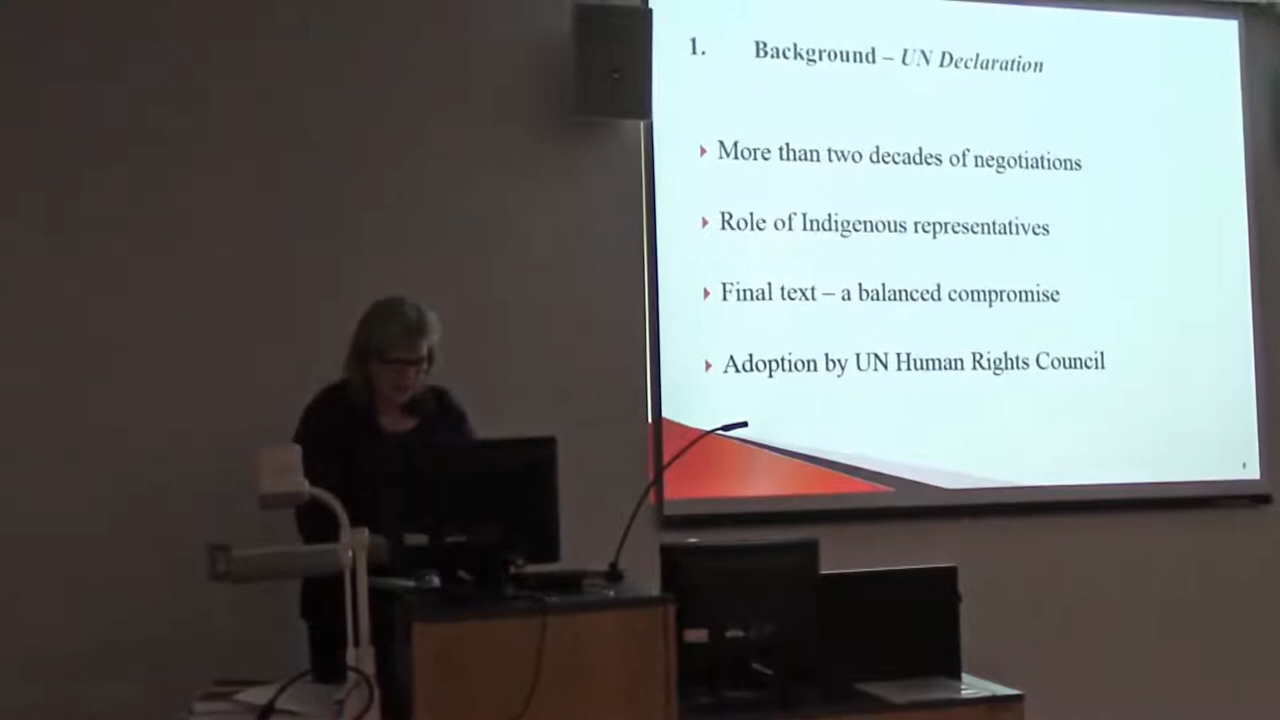 1. Background – UN Declaration
More than two decades of negotiations
Role of Indigenous representatives
Final text – a balanced compromise
Adoption by UN Human Rights Council